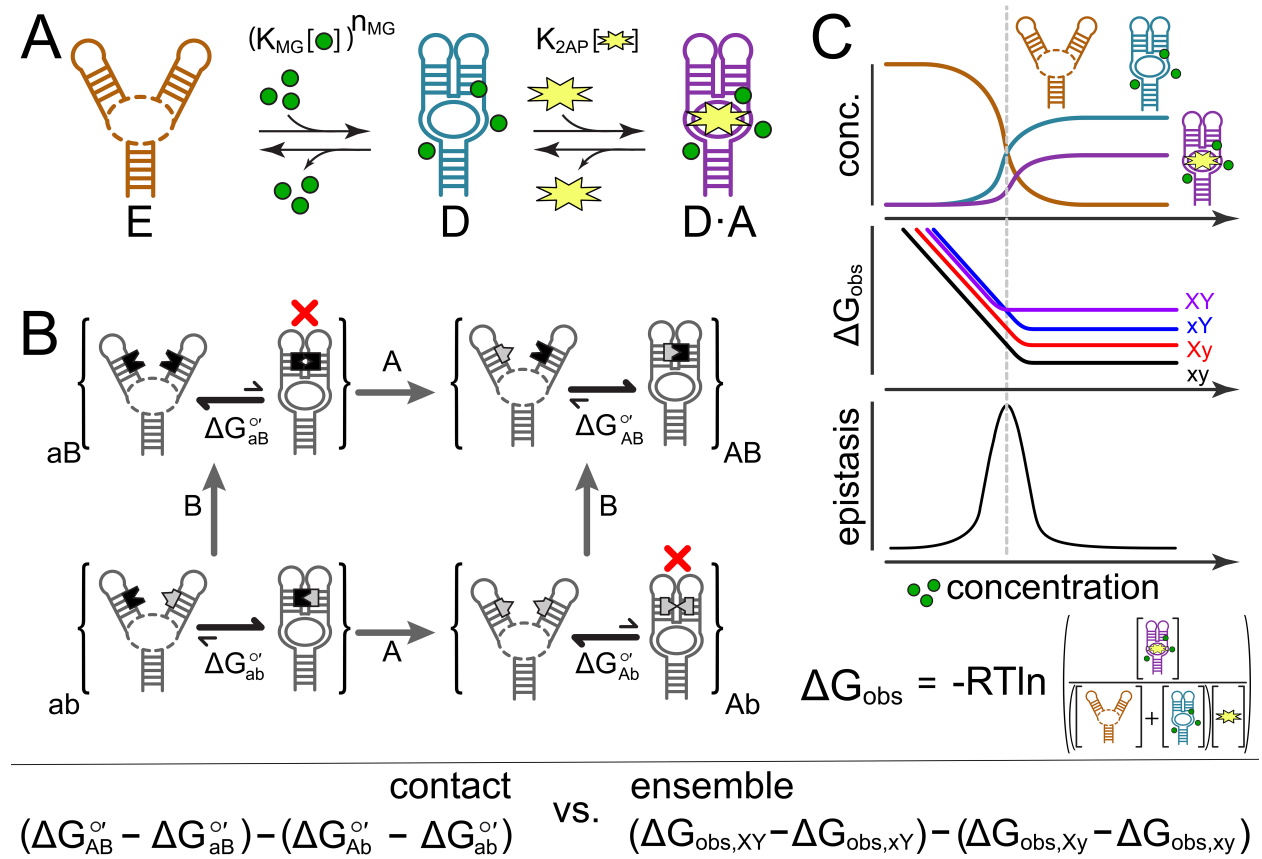 A
(K_MG[ ])^n_MG
K_2AP[ ]
E
D
D·A
B
aB
ΔG°′_aB
A
ΔG°′_AB
AB
B
B
ab
ΔG°′_ab
A
ΔG°′_Ab
Ab
C
conc.
ΔG_obs
XY
xY
Xy
xy
epistasis
concentration
ΔG_obs = -RTln
+
contact vs. ensemble
(ΔG°′_AB − ΔG°′_aB) − (ΔG°′_Ab − ΔG°′_ab)
(ΔG_obs,XY − ΔG_obs,xY) − (ΔG_obs,Xy − ΔG_obs,xy)